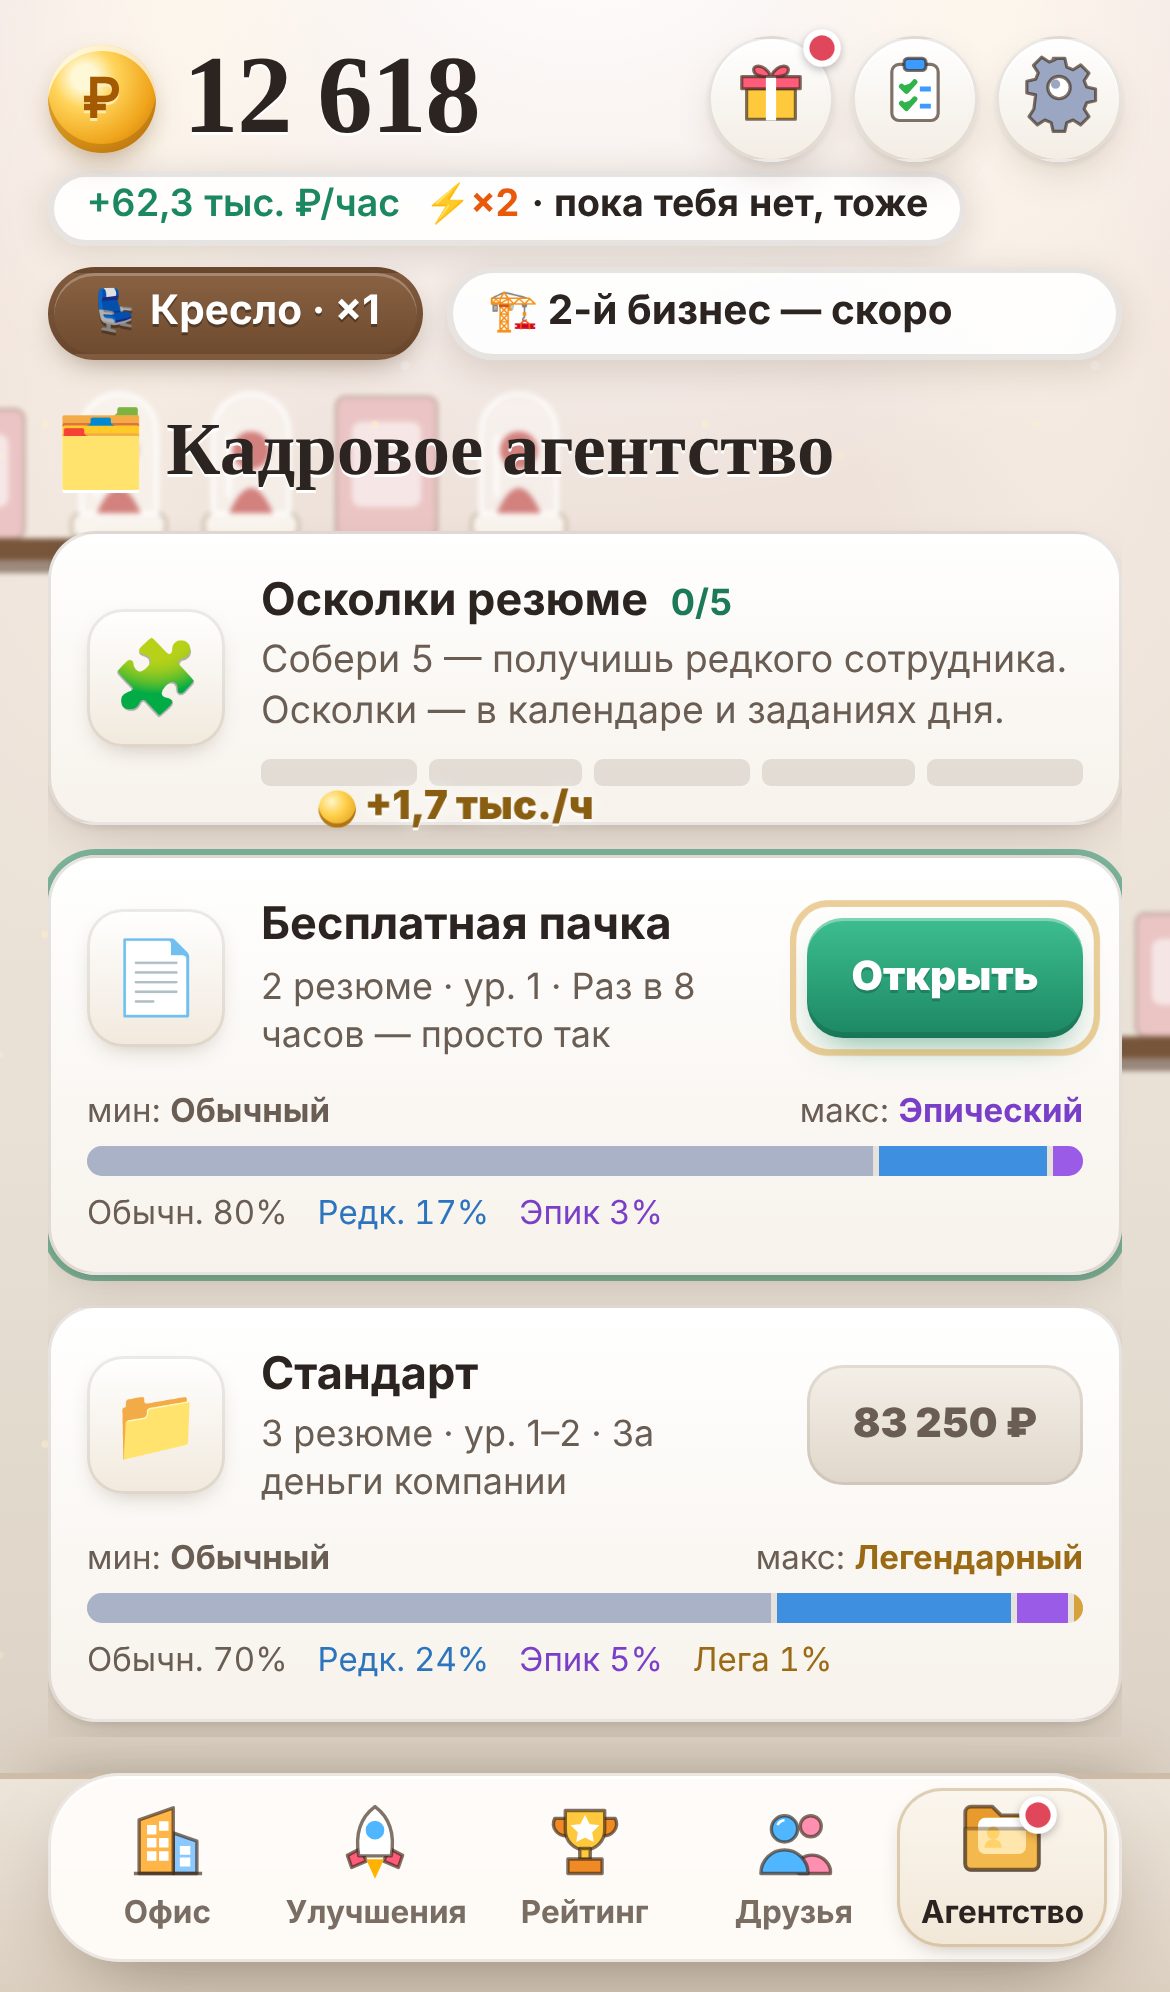 ₽ 12 618
+62,3 тыс. ₽/час ⚡×2 · пока тебя нет, тоже
Кресло · ×1
2-й бизнес — скоро
Кадровое агентство
Осколки резюме 0/5
Собери 5 — получишь редкого сотрудника.
Осколки — в календаре и заданиях дня.
+1,7 тыс./ч
Бесплатная пачка
2 резюме · ур. 1 · Раз в 8
часов — просто так
Открыть
мин: Обычный
макс: Эпический
Обычн. 80% Редк. 17% Эпик 3%
Стандарт
3 резюме · ур. 1–2 · За
деньги компании
83 250 ₽
мин: Обычный
макс: Легендарный
Обычн. 70% Редк. 24% Эпик 5% Лега 1%
Офис Улучшения Рейтинг Друзья Агентство